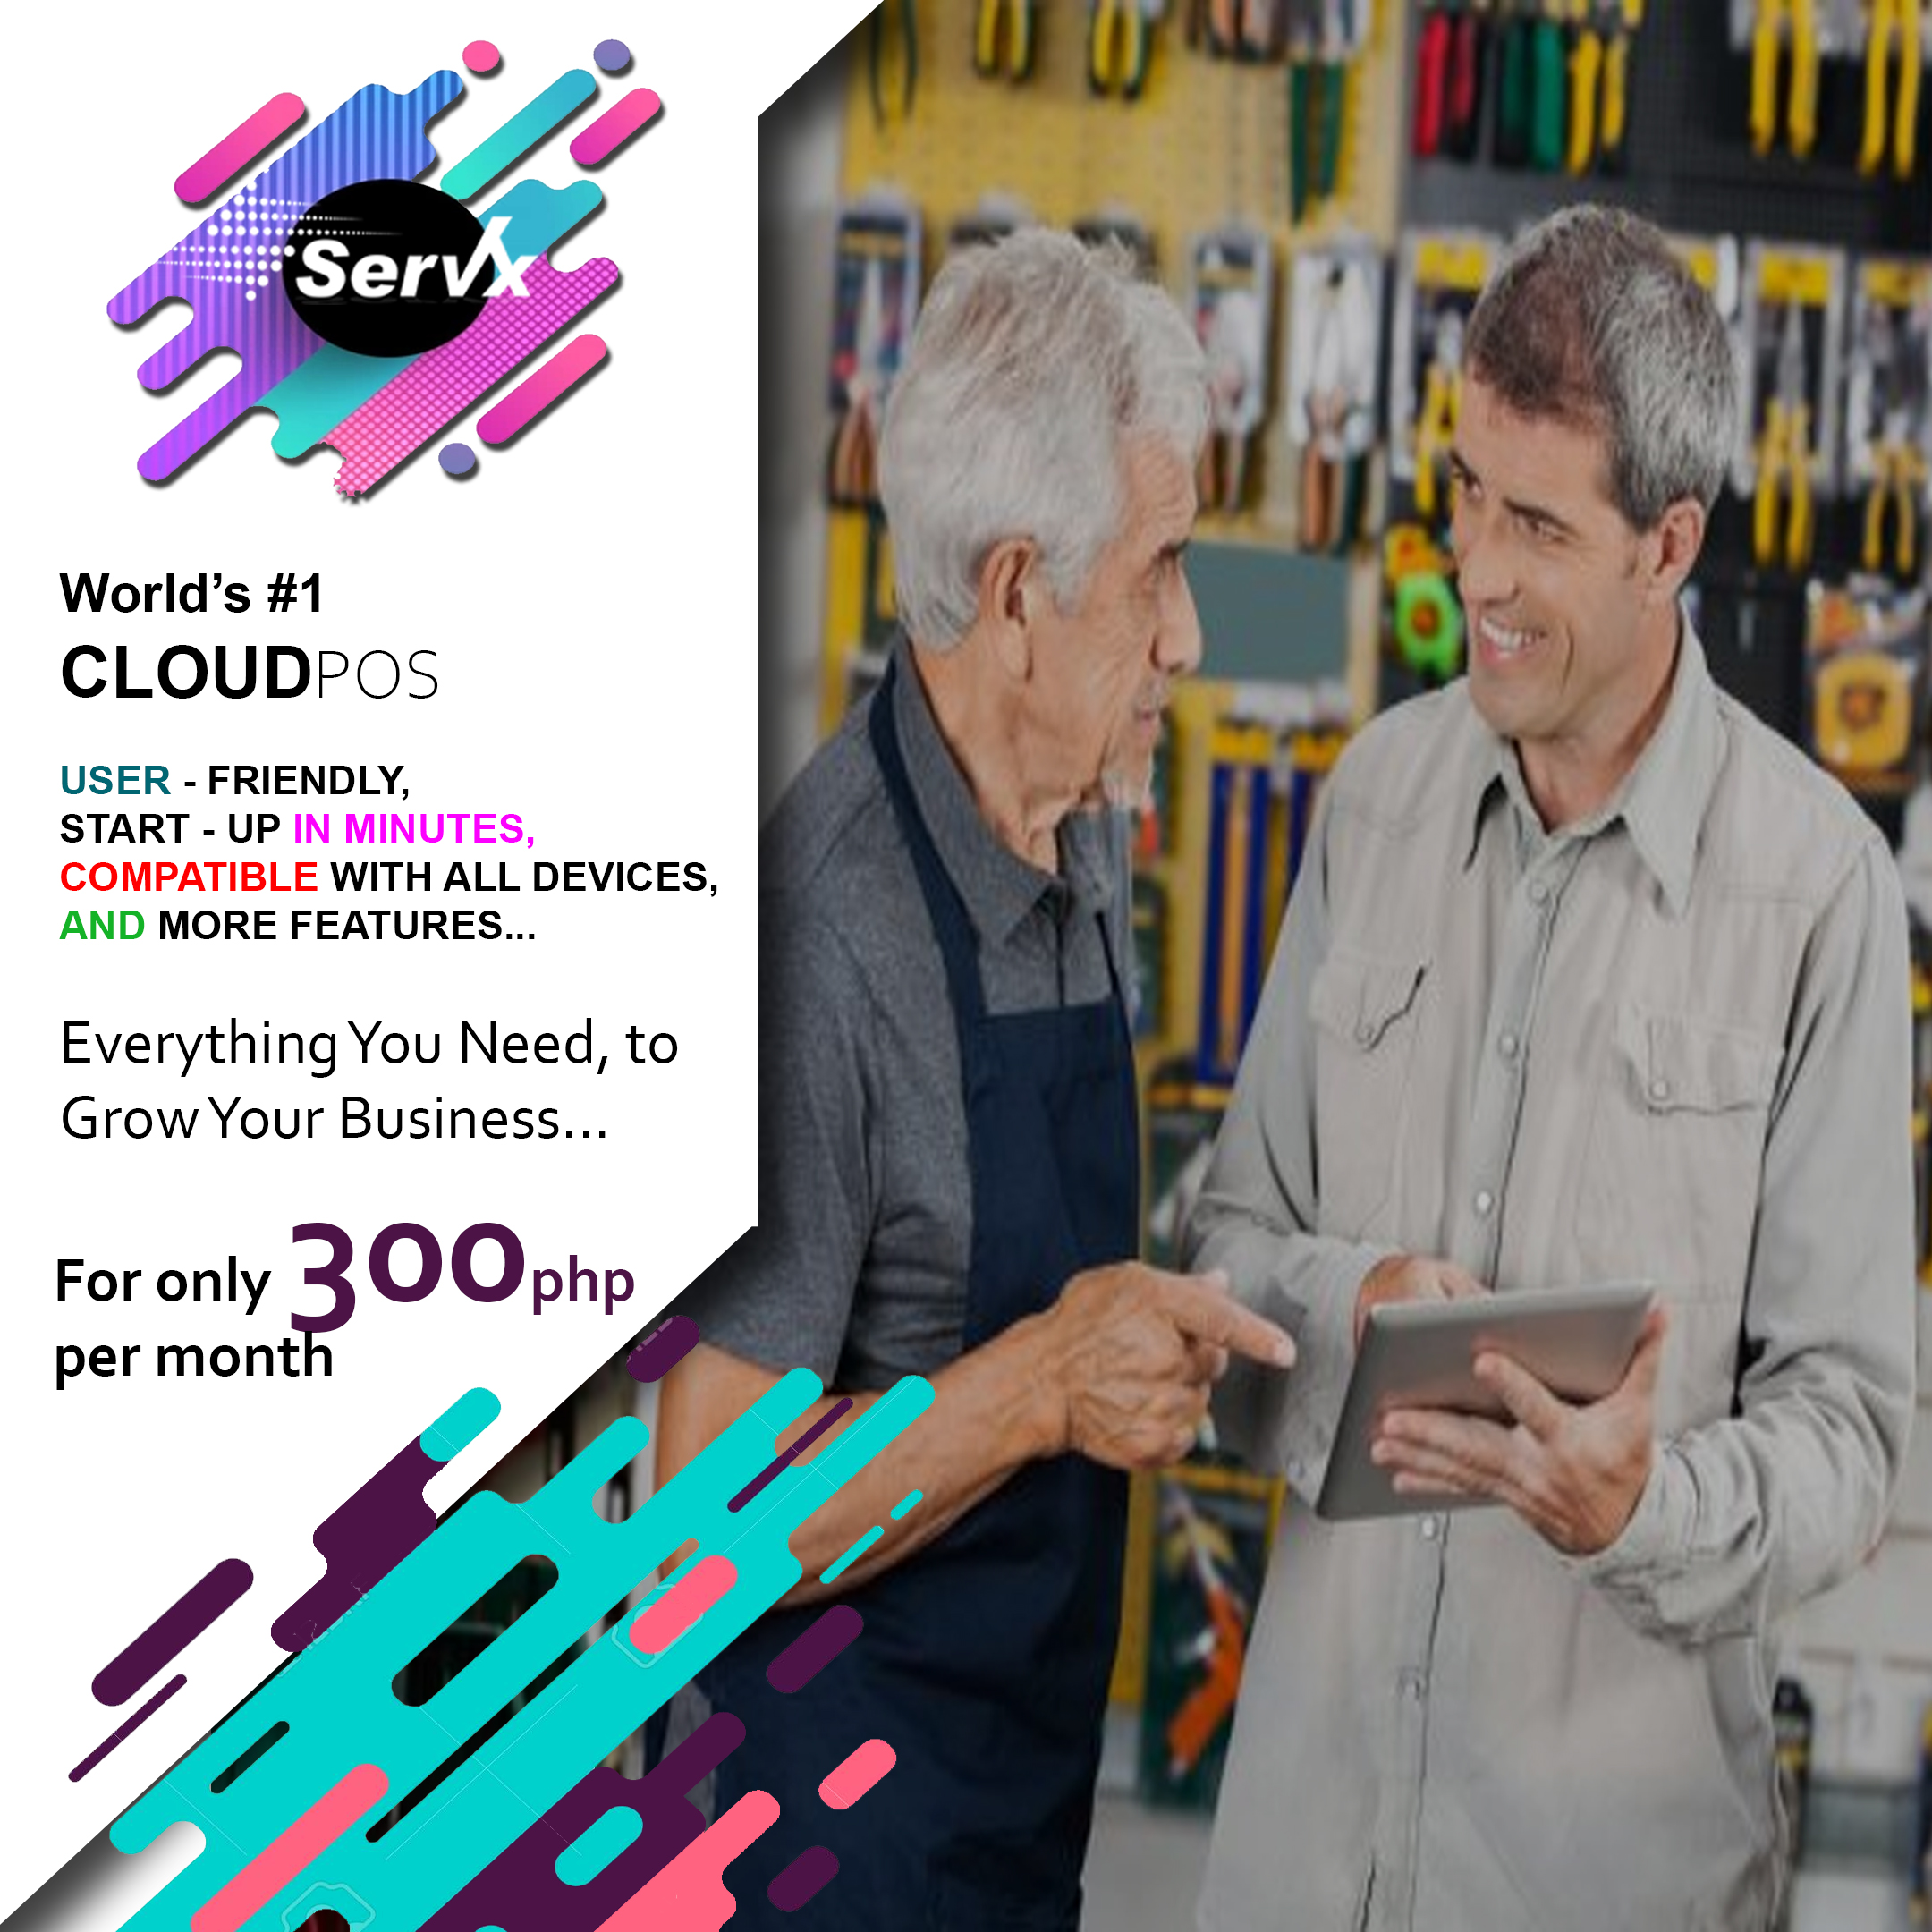 ServX
World’s #1
CLOUDPOS
USER - FRIENDLY,
START - UP IN MINUTES,
COMPATIBLE WITH ALL DEVICES,
AND MORE FEATURES...
Everything You Need, to
Grow Your Business...
For only 300php
per month